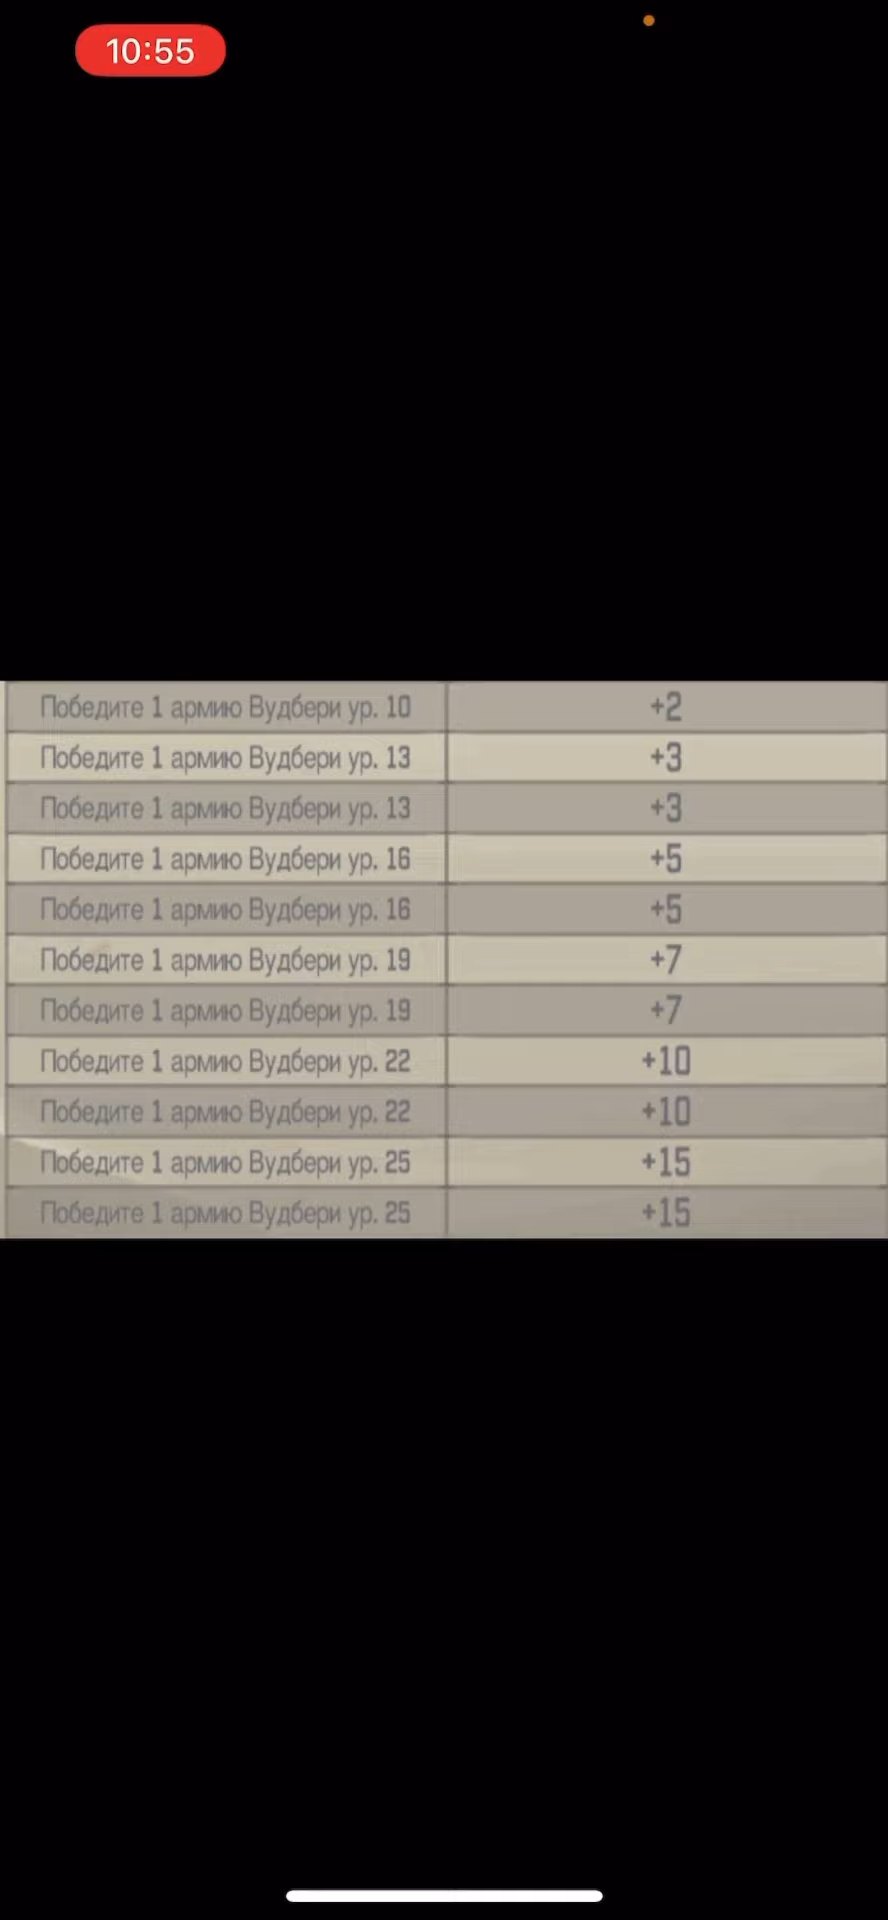 10:55
Победите 1 армию Вудбери ур. 10 +2
Победите 1 армию Вудбери ур. 13 +3
Победите 1 армию Вудбери ур. 13 +3
Победите 1 армию Вудбери ур. 16 +5
Победите 1 армию Вудбери ур. 16 +5
Победите 1 армию Вудбери ур. 19 +7
Победите 1 армию Вудбери ур. 19 +7
Победите 1 армию Вудбери ур. 22 +10
Победите 1 армию Вудбери ур. 22 +10
Победите 1 армию Вудбери ур. 25 +15
Победите 1 армию Вудбери ур. 25 +15